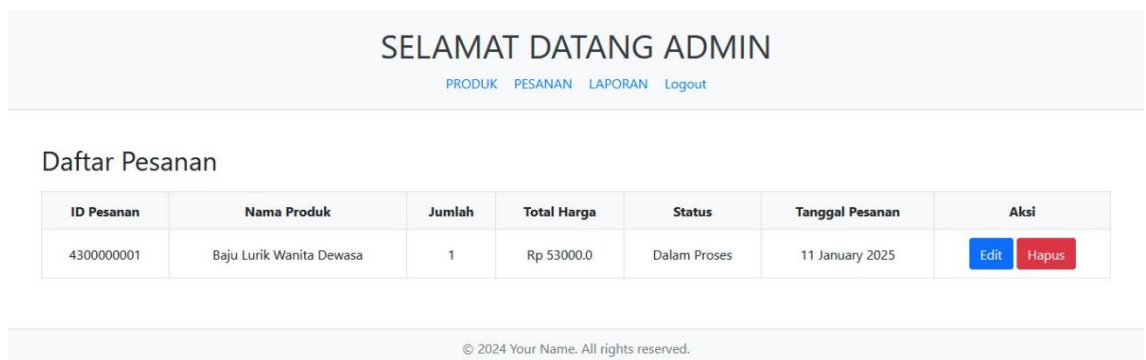 SELAMAT DATANG ADMIN
PRODUK PESANAN LAPORAN Logout
Daftar Pesanan
ID Pesanan Nama Produk Jumlah Total Harga Status Tanggal Pesanan Aksi
4300000001 Baju Lurik Wanita Dewasa 1 Rp 53000.0 Dalam Proses 11 January 2025 Edit Hapus
© 2024 Your Name. All rights reserved.